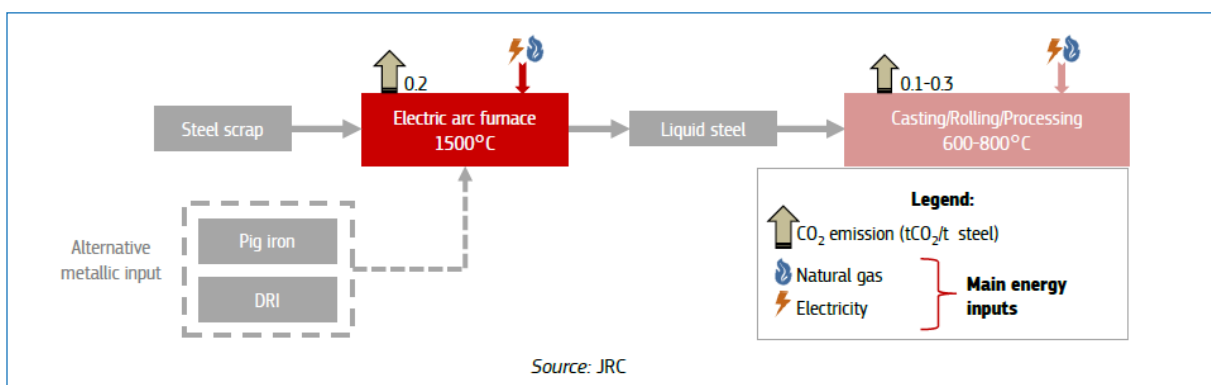 0.2
0.1-0.3
Steel scrap
Electric arc furnace
1500°C
Liquid steel
Casting/Rolling/Processing
600-800°C
Alternative
metallic input
Pig iron
DRI
Legend:
CO₂ emission (tCO₂/t steel)
Natural gas
Electricity
Main energy
inputs
Source: JRC